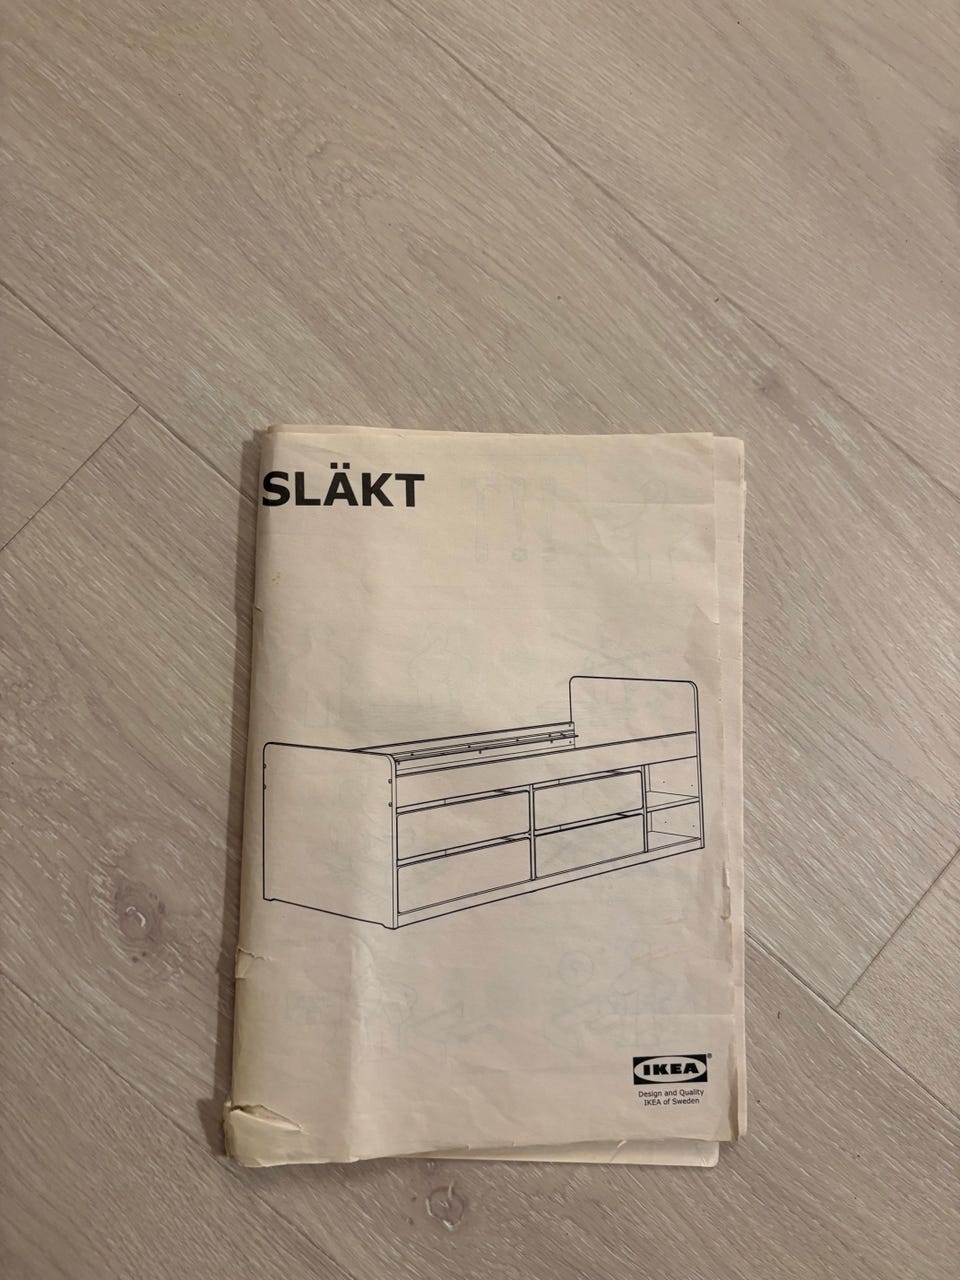 SLÄKT
IKEA®
Design and Quality
IKEA of Sweden